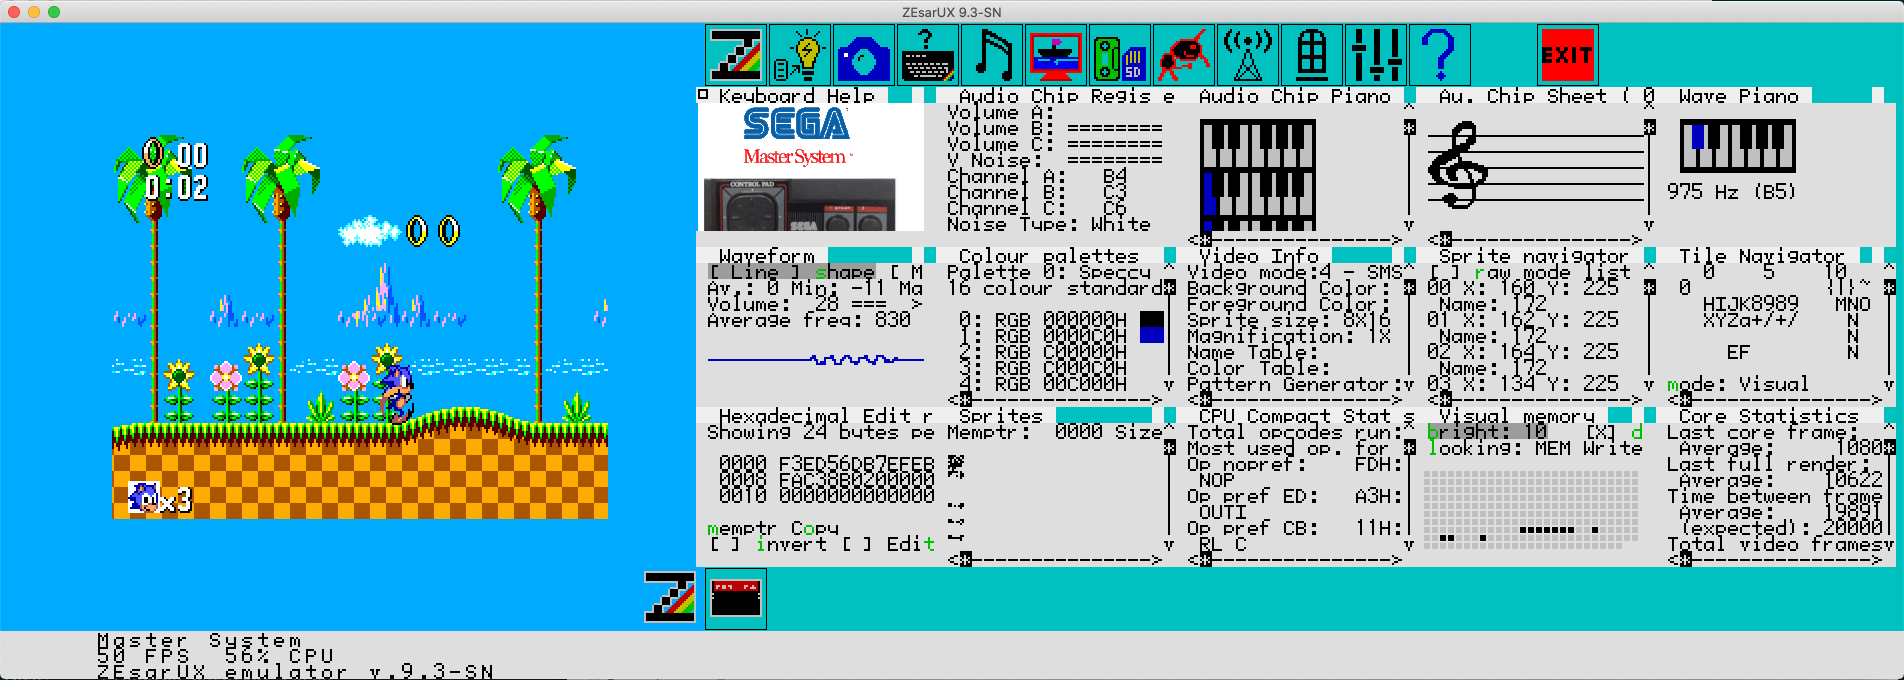 ZEsarUX 9.3-SN
?
SD
EXIT
00
0:02
x3
Keyboard Help
SEGA
Master System
CONTROL PAD
START
SEGA
Audio Chip Regis e
Volume A:
Volume B: ========
Volume C: ========
V Noise: ========
Channel A: B4
Channel B: C3
Channel C: C6
Noise Type: White
Audio Chip Piano
Au. Chip Sheet ( 0
Wave Piano
975 Hz (B5)
Waveform
[ Line ] shape [ M
Av.: 0 Min: -11 Ma
Volume: 28 === >
Average freq: 830
Colour palettes
Palette 0: Speccy
16 colour standard
0: RGB 000000H
1: RGB 0000C0H
2: RGB C00000H
3: RGB C000C0H
4: RGB 00C000H
Video Info
Video mode:4 - SMS
Background Color:
Foreground Color:
Sprite size: 8X16
Magnification: 1X
Name Table:
Color Table:
Pattern Generator:
Sprite navigator
[ ] raw mode list
00 X: 160 Y: 225
Name: 172
01 X: 162 Y: 225
Name: 172
02 X: 164 Y: 225
Name: 172
03 X: 134 Y: 225
Tile Navigator
0 5 10
0 {|}~
HIJK8989 MNO
XYZa+/+/ N
EF N
mode: Visual
Hexadecimal Edit r
Showing 24 bytes pe
0000 F3ED56DB7EFEB
0008 FAC38B0200000
0010 0000000000000
memptr Copy
[ ] invert [ ] Edit
Sprites
Memptr: 0000 Size
CPU Compact Stat s
Total opcodes run:
Most used op. for
Op nopref: FDH:
NOP
Op pref ED: A3H:
OUTI
Op pref CB: 11H:
RL C
Visual memory
bright: 10 [X] d
looking: MEM Write
Core Statistics
Last core frame:
Average: 1080
Last full render:
Average: 10622
Time between frame
Average: 19891
(expected): 20000
Total video frames
Master System
50 FPS 56% CPU
ZEsarUX emulator v.9.3-SN